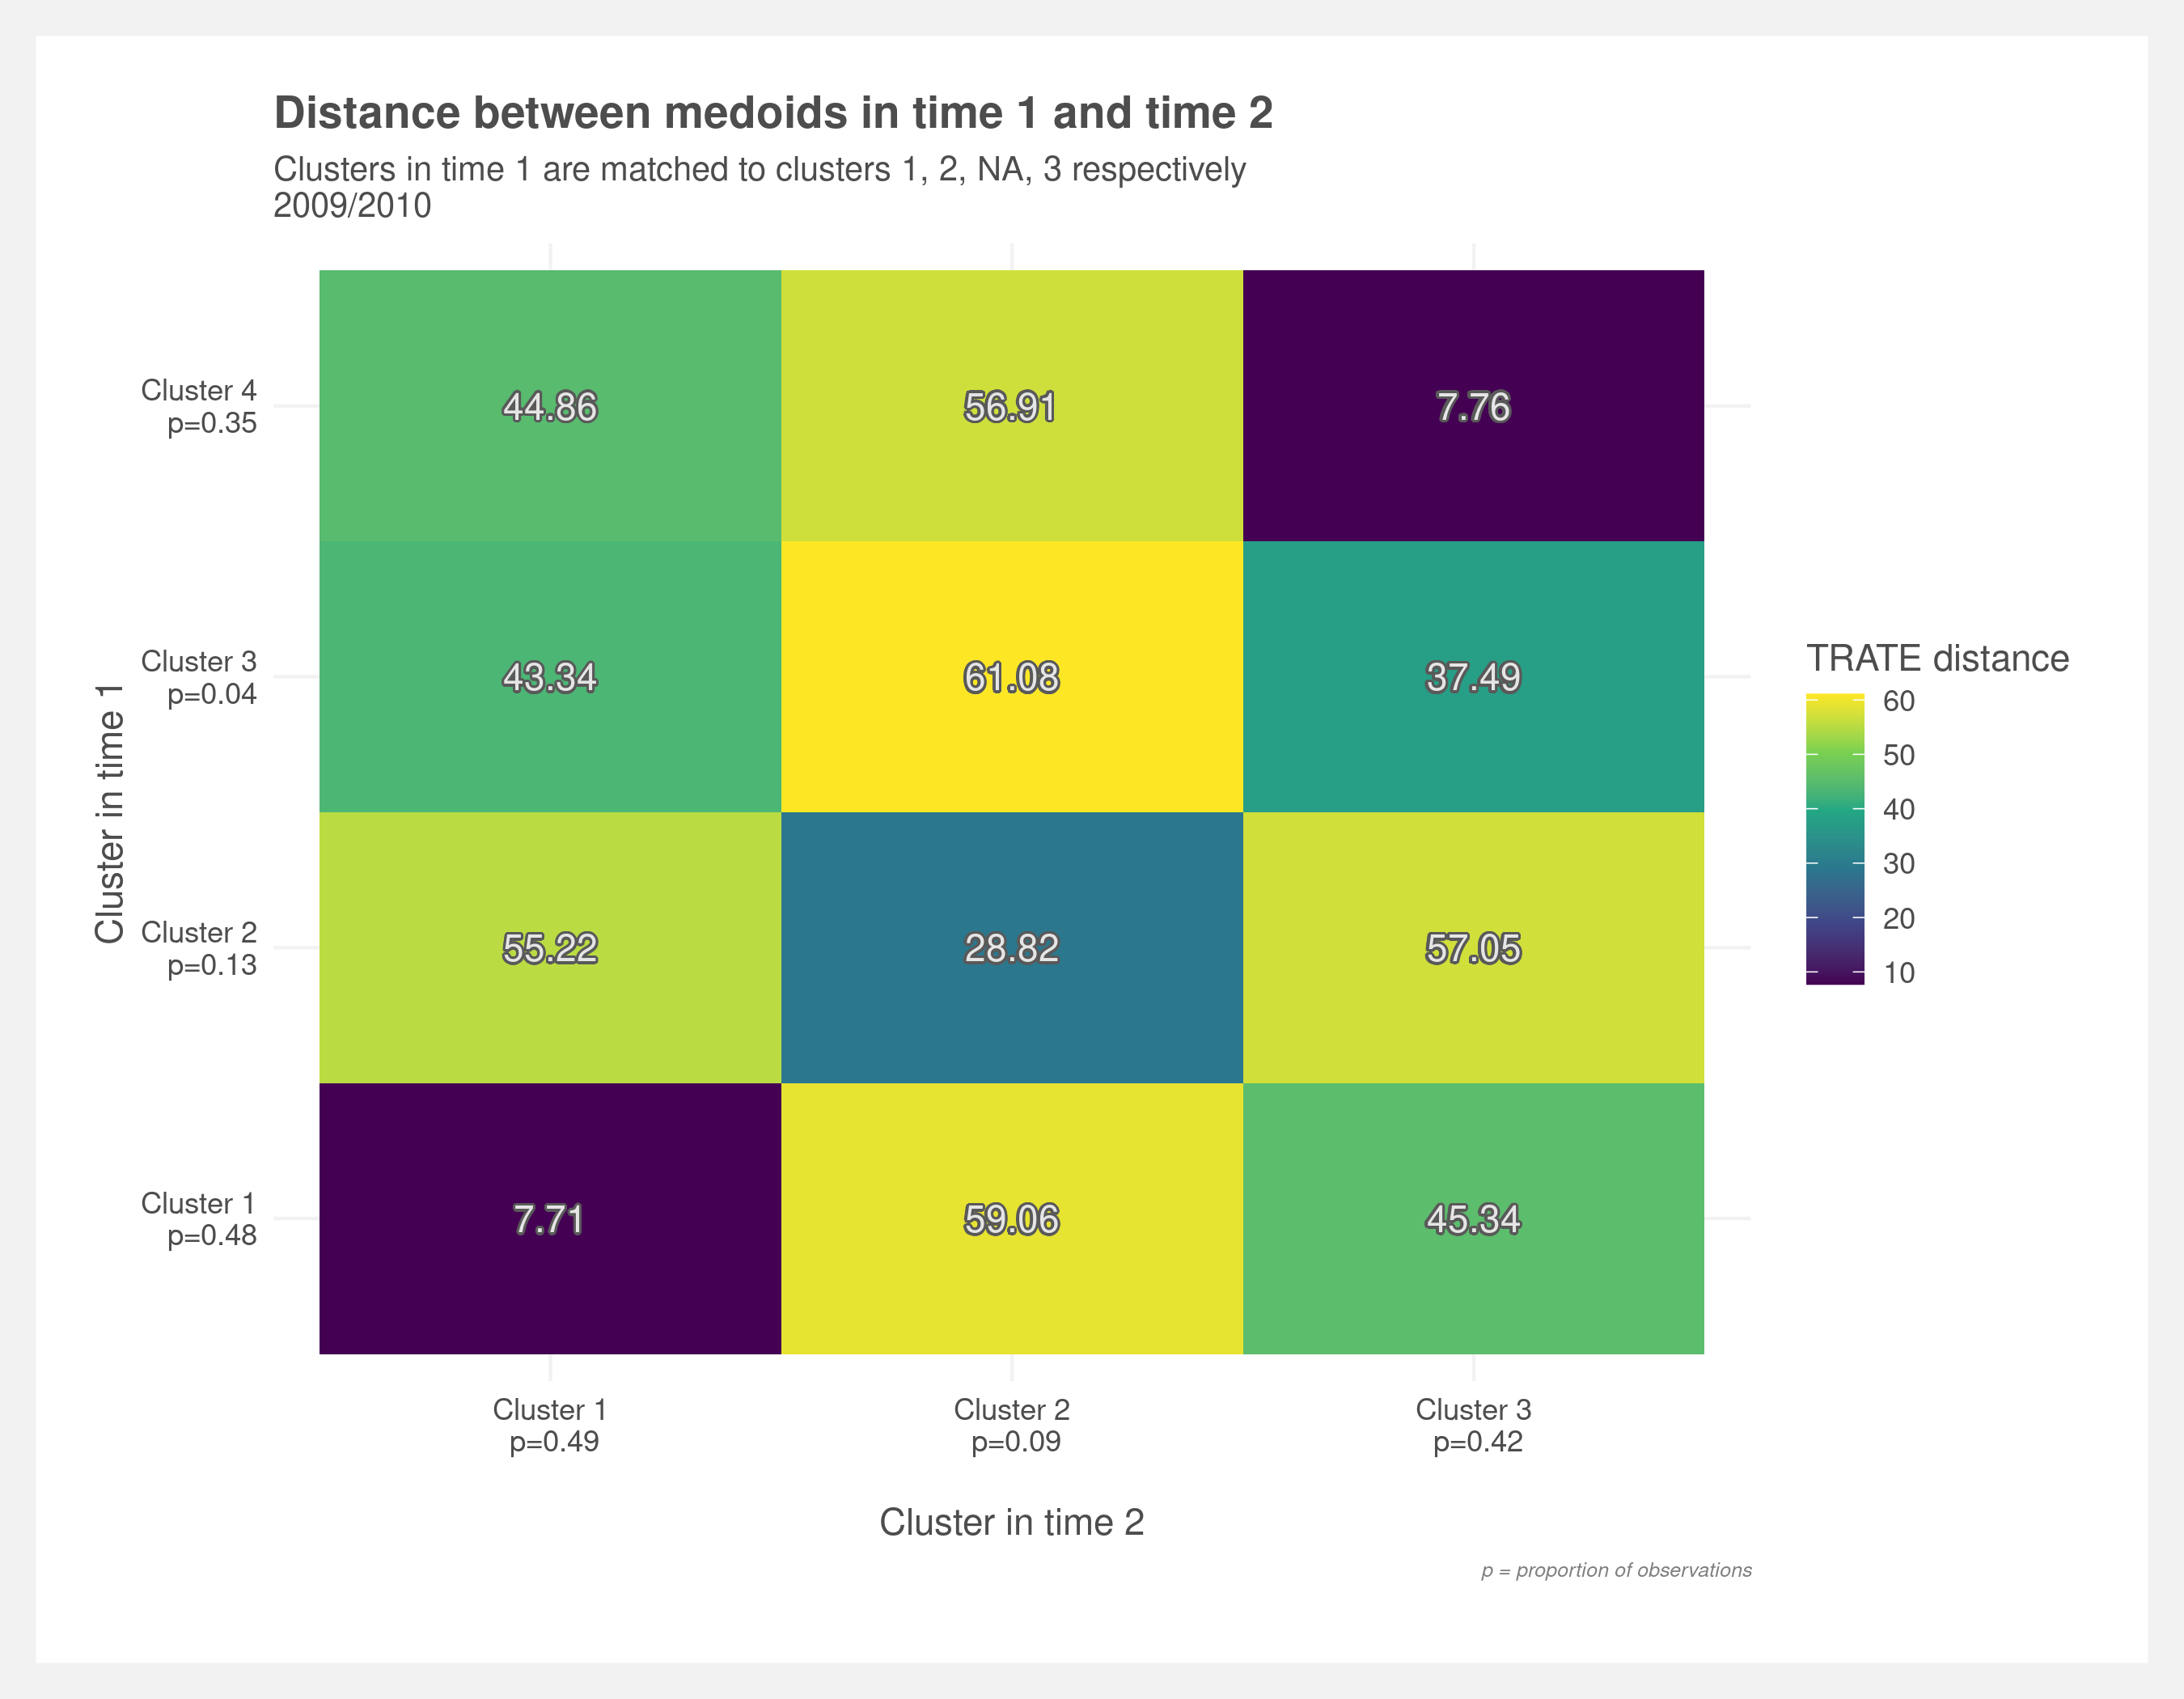 Distance between medoids in time 1 and time 2
Clusters in time 1 are matched to clusters 1, 2, NA, 3 respectively
2009/2010
Cluster in time 1
Cluster 4
p=0.35
44.86
56.91
7.76
Cluster 3
p=0.04
43.34
61.08
37.49
Cluster 2
p=0.13
55.22
28.82
57.05
Cluster 1
p=0.48
7.71
59.06
45.34
Cluster 1
p=0.49
Cluster 2
p=0.09
Cluster 3
p=0.42
Cluster in time 2
TRATE distance
60
50
40
30
20
10
p = proportion of observations